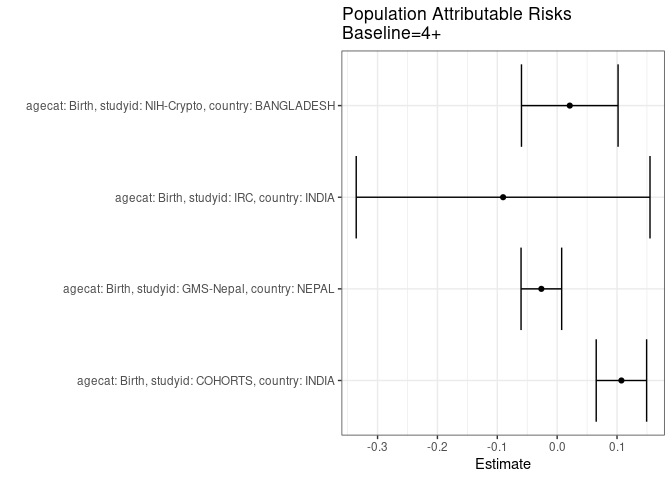 Population Attributable Risks
Baseline=4+
agecat: Birth, studyid: NIH-Crypto, country: BANGLADESH
agecat: Birth, studyid: IRC, country: INDIA
agecat: Birth, studyid: GMS-Nepal, country: NEPAL
agecat: Birth, studyid: COHORTS, country: INDIA
-0.3 -0.2 -0.1 0.0 0.1
Estimate